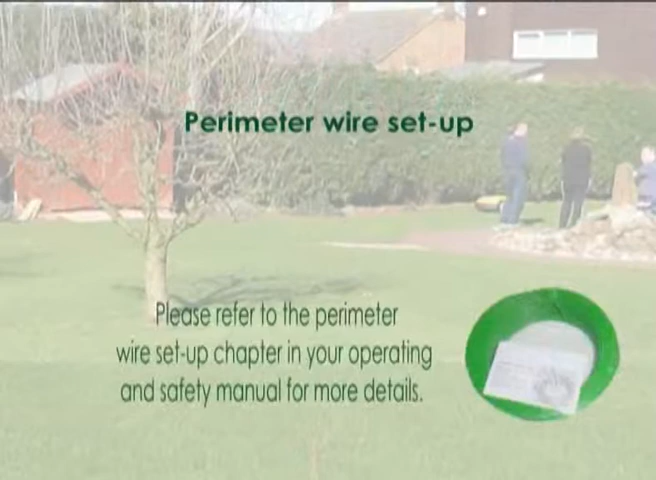 Perimeter wire set-up
Please refer to the perimeter
wire set-up chapter in your operating
and safety manual for more details.